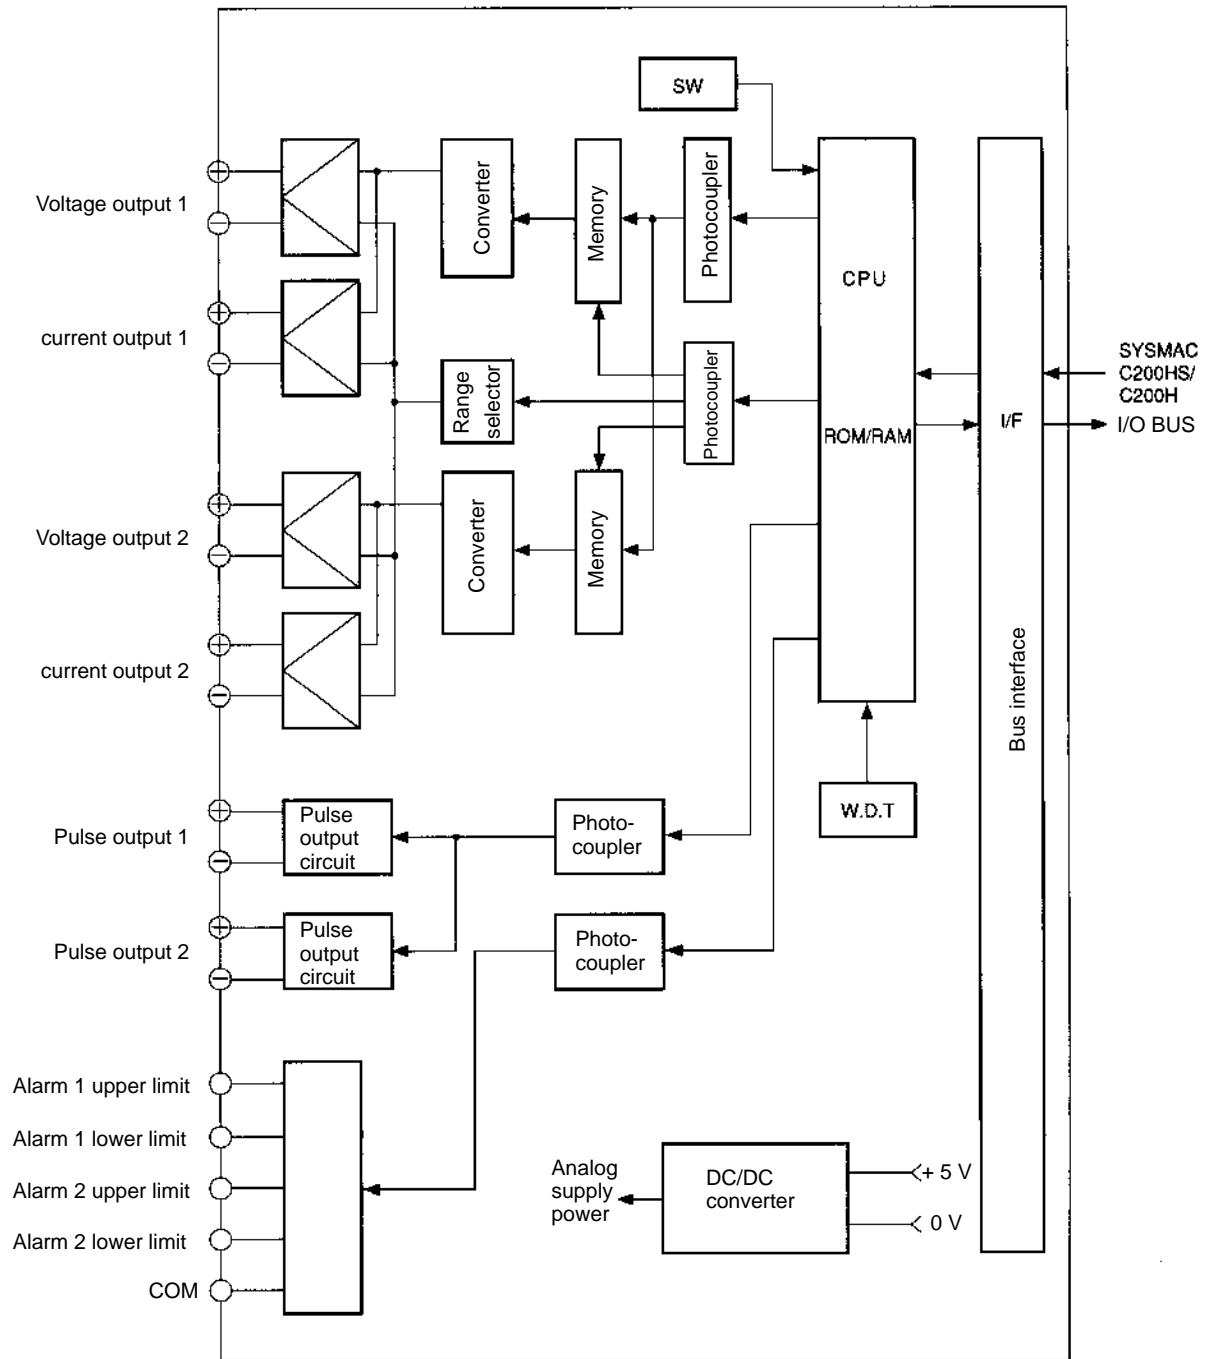 SW
Voltage output 1
Converter
Memory
Photocoupler
CPU
current output 1
Range
selector
Photocoupler
ROM/RAM
I/F
SYSMAC
C200HS/
C200H
I/O BUS
Voltage output 2
Converter
Memory
current output 2
Bus interface
W.D.T
Pulse output 1
Pulse
output
circuit
Photo-
coupler
Pulse output 2
Pulse
output
circuit
Photo-
coupler
Alarm 1 upper limit
Alarm 1 lower limit
Alarm 2 upper limit
Alarm 2 lower limit
COM
Analog
supply
power
DC/DC
converter
+ 5 V
0 V